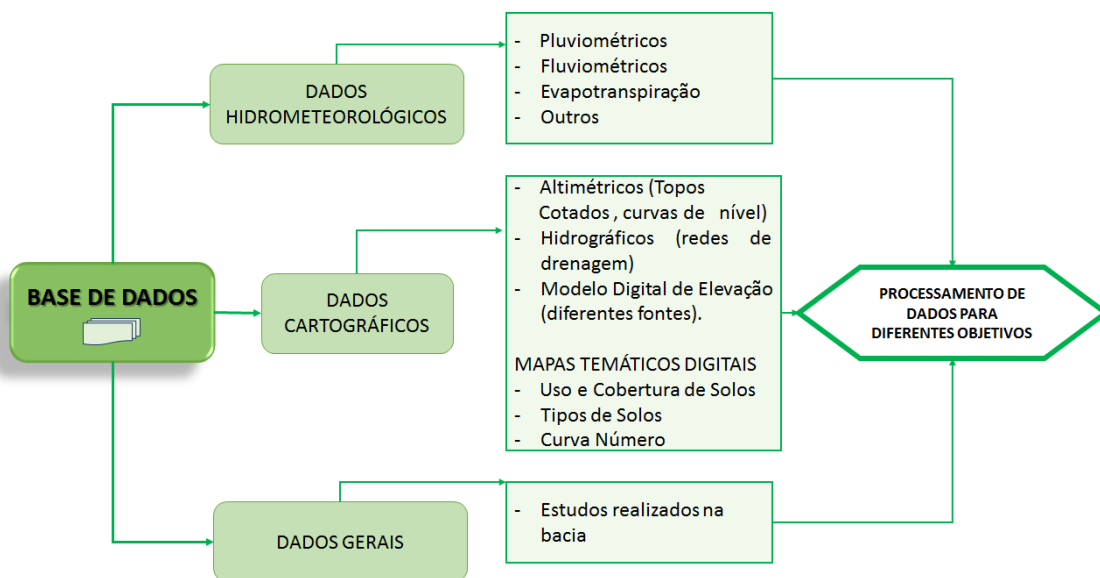 BASE DE DADOS
DADOS
HIDROMETEOROLÓGICOS
- Pluviométricos
- Fluviométricos
- Evapotranspiração
- Outros
DADOS
CARTOGRÁFICOS
- Altimétricos (Topos
Cotados , curvas de nível)
- Hidrográficos (redes de
drenagem)
- Modelo Digital de Elevação
(diferentes fontes).
MAPAS TEMÁTICOS DIGITAIS
- Uso e Cobertura de Solos
- Tipos de Solos
- Curva Número
DADOS GERAIS
- Estudos realizados na
bacia
PROCESSAMENTO DE
DADOS PARA
DIFERENTES OBJETIVOS